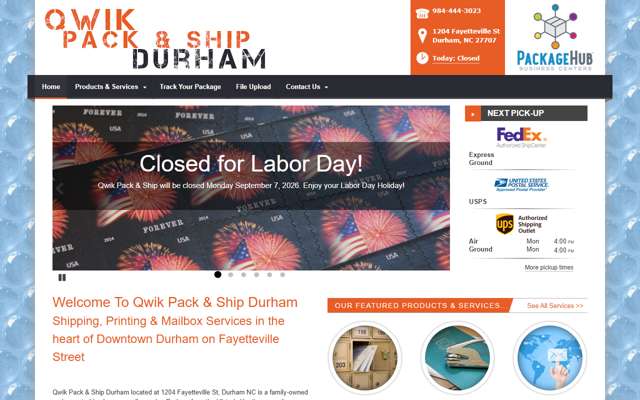 QWIK
PACK & SHIP
DURHAM
984-444-3023
1204 Fayetteville St
Durham, NC 27707
Today: Closed
PACKAGEHUB
BUSINESS CENTERS
Home
Products & Services
Track Your Package
File Upload
Contact Us
FOREVER
2014
USA
Closed for Labor Day!
Qwik Pack & Ship will be closed Monday September 7, 2026. Enjoy your Labor Day Holiday!
NEXT PICK-UP
FedEx
Authorized ShipCenter
Express
Ground
UNITED STATES
POSTAL SERVICE
Approved Postal Provider
USPS
ups
Authorized
Shipping
Outlet
Air Mon 4:00 PM
Ground Mon 4:00 PM
More pickup times
Welcome To Qwik Pack & Ship Durham
Shipping, Printing & Mailbox Services in the
heart of Downtown Durham on Fayetteville
Street
OUR FEATURED PRODUCTS & SERVICES...
See All Services >>
203
Qwik Pack & Ship Durham located at 1204 Fayetteville St, Durham NC is a family-owned